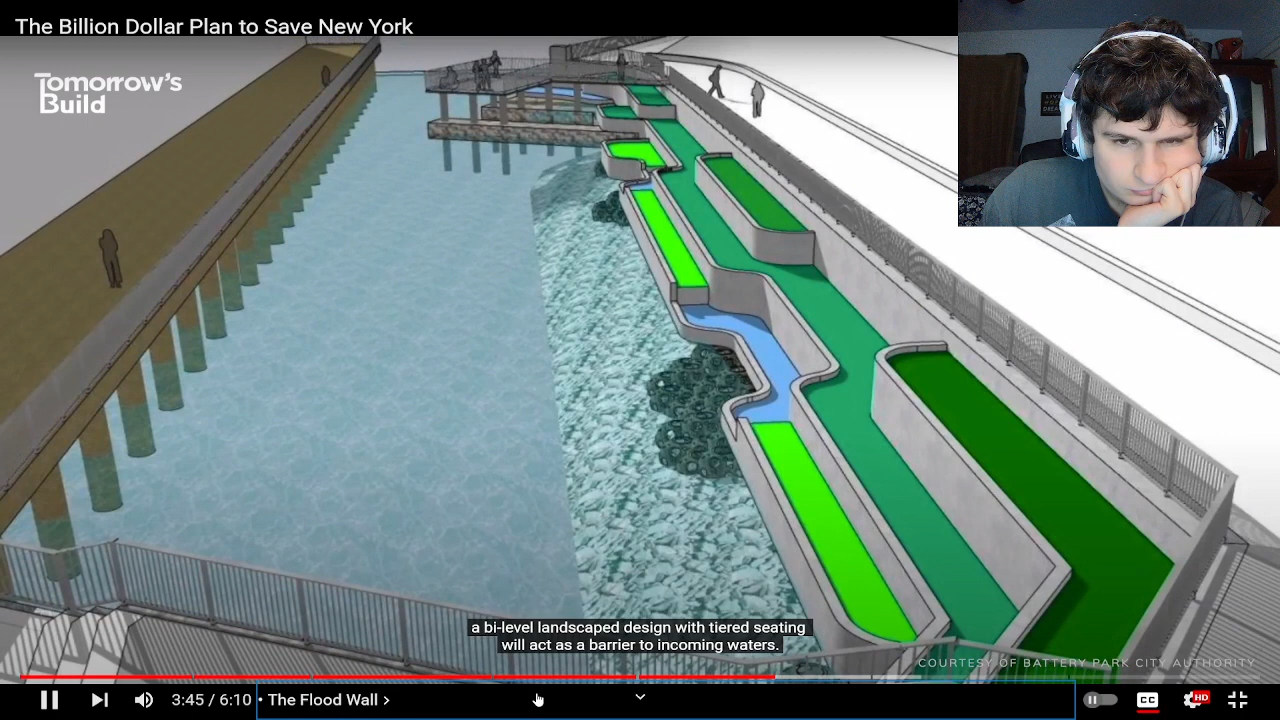 The Billion Dollar Plan to Save New York
Tomorrow's
Build
a bi-level landscaped design with tiered seating
will act as a barrier to incoming waters.
COURTESY OF BATTERY PARK CITY AUTHORITY
3:45 / 6:10 • The Flood Wall >
CC
HD